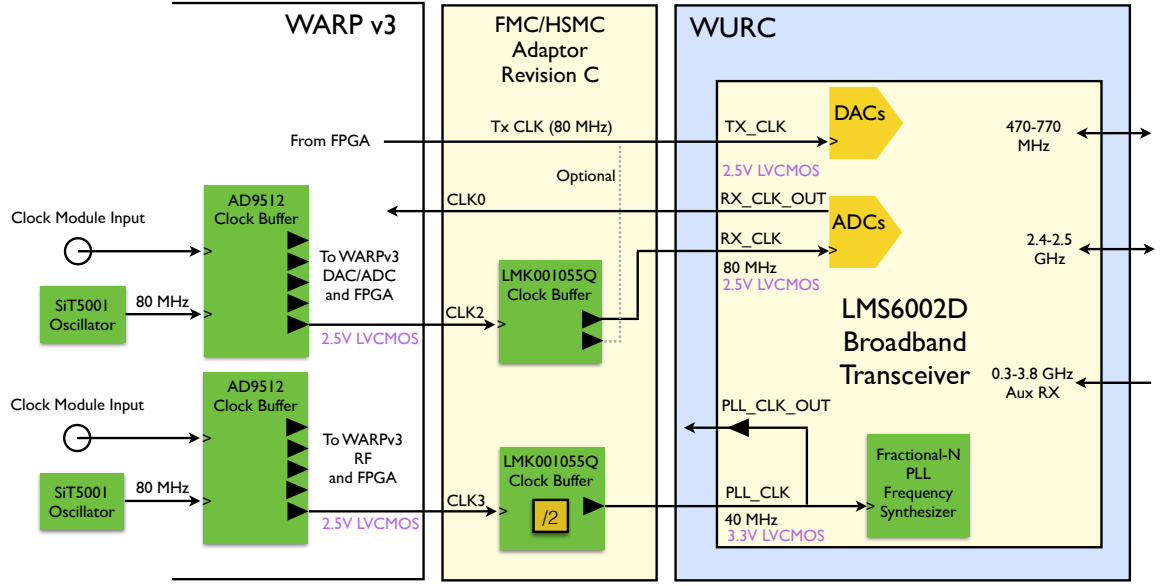 WARP v3
FMC/HSMC
Adaptor
Revision C
WURC
From FPGA
Tx CLK (80 MHz)
TX_CLK
>
DACs
2.5V LVCMOS
470-770
MHz
Optional
AD9512
Clock Buffer
Clock Module Input
>
CLK0
RX_CLK_OUT
ADCs
RX_CLK
>
80 MHz
2.5V LVCMOS
2.4-2.5
GHz
To WARPv3
DAC/ADC
and FPGA
LMK001055Q
Clock Buffer
SiT5001
Oscillator
80 MHz
>
2.5V LVCMOS
CLK2
>
LMS6002D
Broadband
Transceiver
0.3-3.8 GHz
Aux RX
AD9512
Clock Buffer
Clock Module Input
>
To WARPv3
RF
and FPGA
PLL_CLK_OUT
LMK001055Q
Clock Buffer
/2
SiT5001
Oscillator
80 MHz
>
2.5V LVCMOS
CLK3
>
PLL_CLK
40 MHz
3.3V LVCMOS
>
Fractional-N
PLL
Frequency
Synthesizer